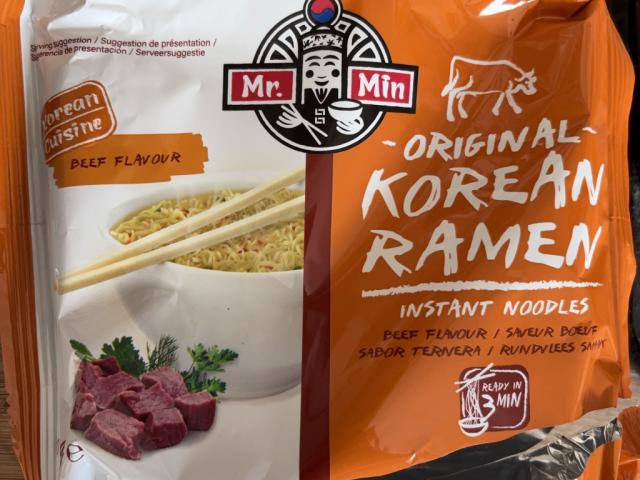 Serving suggestion / Suggestion de présentation /
Sugerencia de presentación / Serveersuggestie
Mr. Min
Korean
Cuisine
BEEF FLAVOUR
- ORIGINAL -
KOREAN
RAMEN
INSTANT NOODLES
BEEF FLAVOUR / SAVEUR BOEUF
SABOR TERNERA / RUNDVLEES SMAAK
READY IN
3 MIN